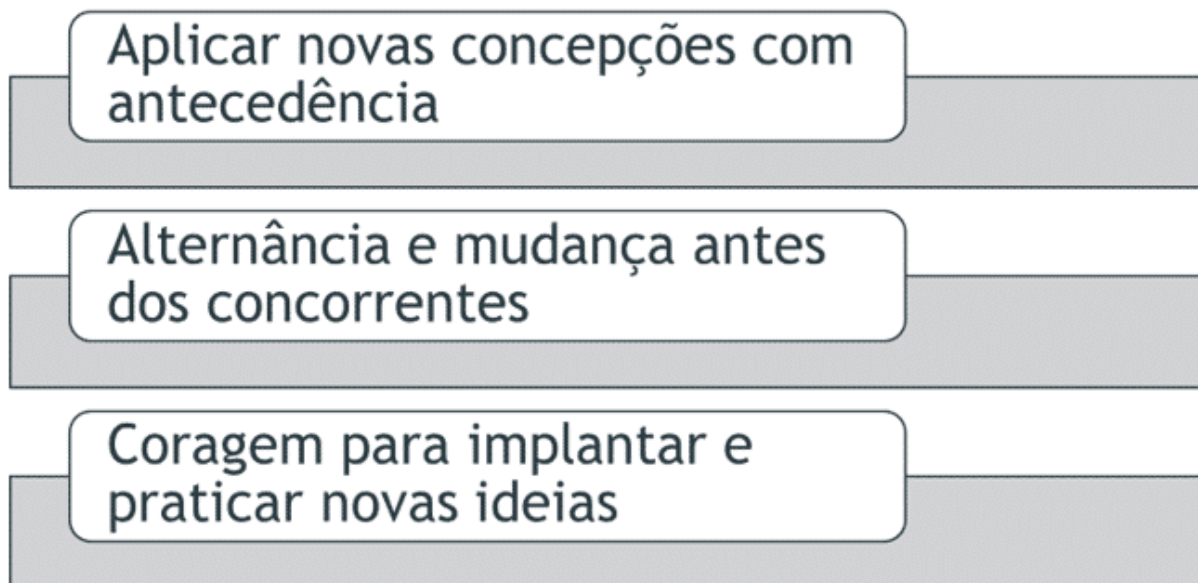 Aplicar novas concepções com
antecedência
Alternância e mudança antes
dos concorrentes
Coragem para implantar e
praticar novas ideias